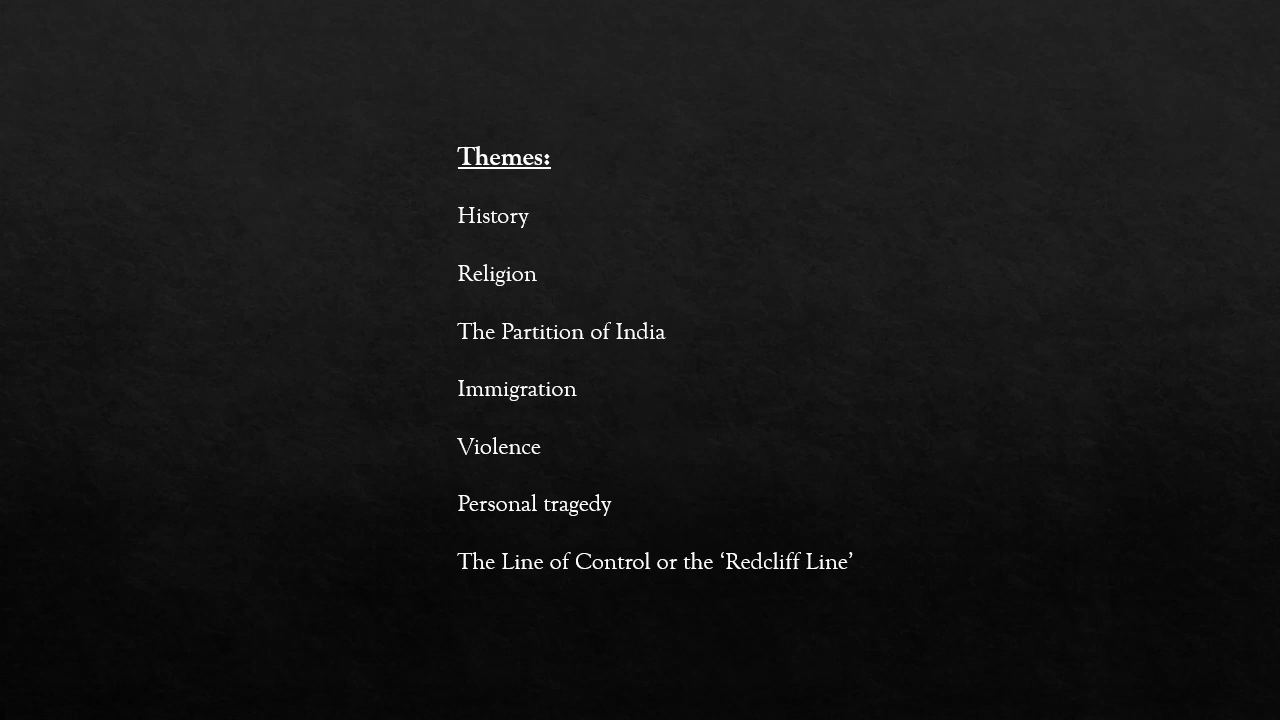 Themes:
History
Religion
The Partition of India
Immigration
Violence
Personal tragedy
The Line of Control or the ‘Redcliff Line’